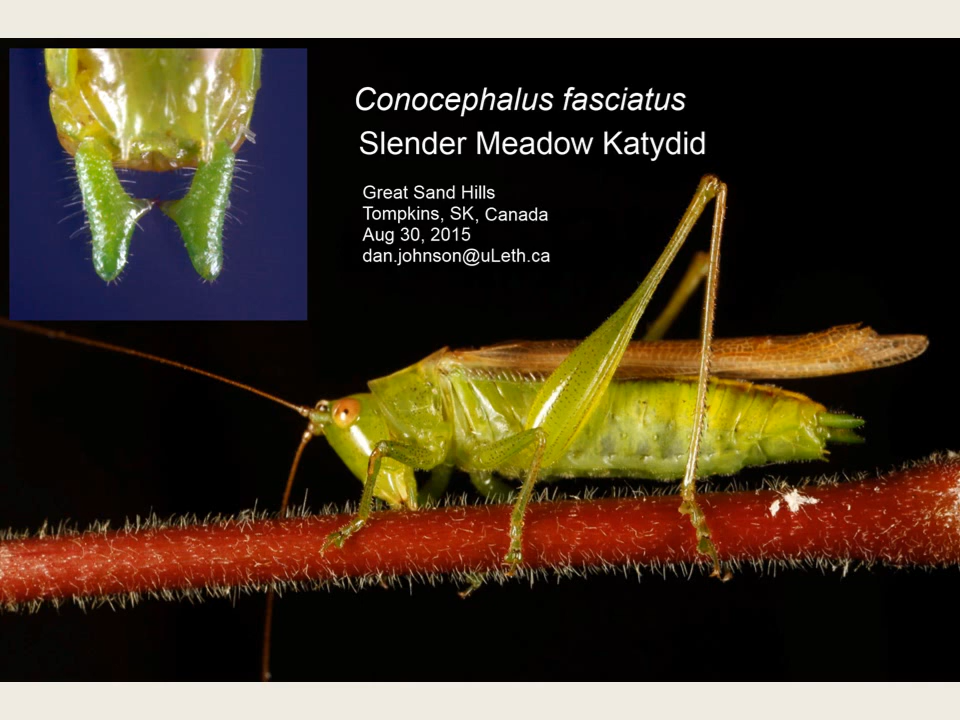 Conocephalus fasciatus
Slender Meadow Katydid
Great Sand Hills
Tompkins, SK, Canada
Aug 30, 2015
dan.johnson@uLeth.ca